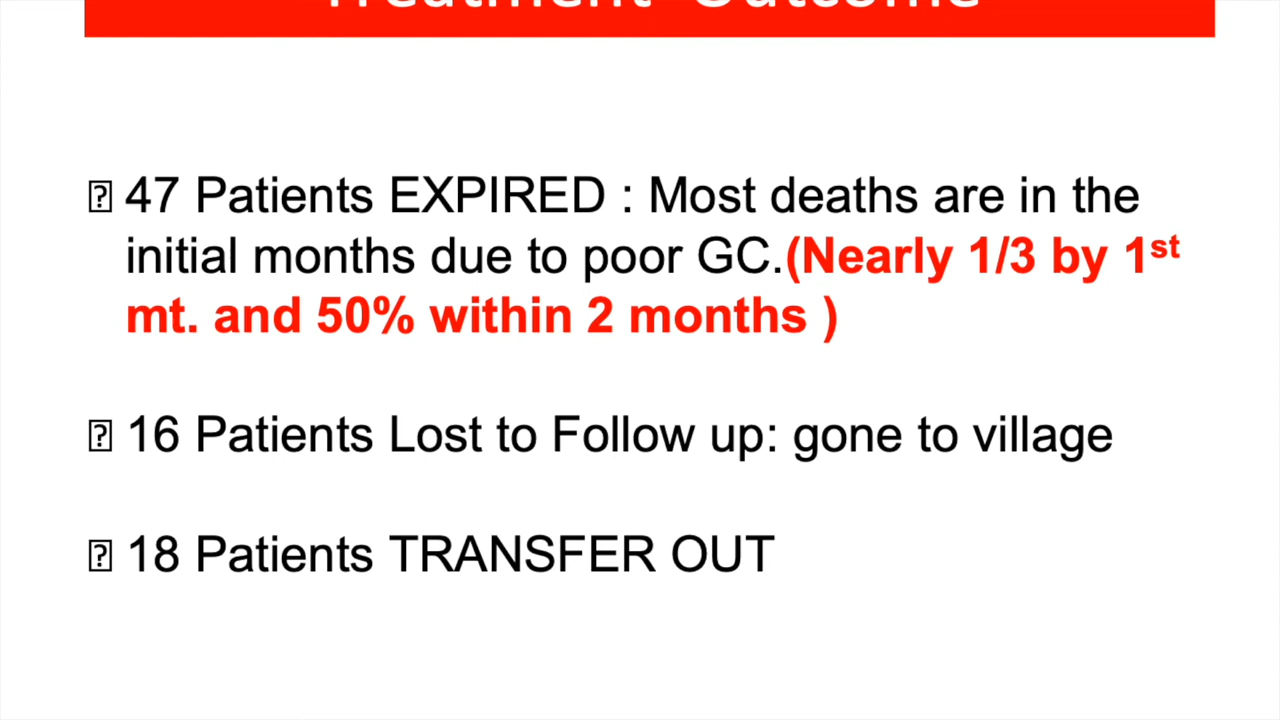 Treatment Outcome
47 Patients EXPIRED : Most deaths are in the
initial months due to poor GC.(Nearly 1/3 by 1st
mt. and 50% within 2 months )
16 Patients Lost to Follow up: gone to village
18 Patients TRANSFER OUT